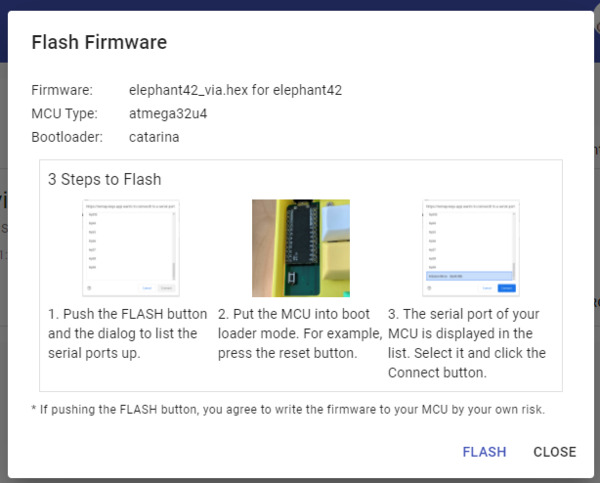 Flash Firmware
Firmware: elephant42_via.hex for elephant42
MCU Type: atmega32u4
Bootloader: catarina
3 Steps to Flash
1. Push the FLASH button
and the dialog to list the
serial ports up.
2. Put the MCU into boot
loader mode. For example,
press the reset button.
3. The serial port of your
MCU is displayed in the
list. Select it and click the
Connect button.
* If pushing the FLASH button, you agree to write the firmware to your MCU by your own risk.
FLASH CLOSE